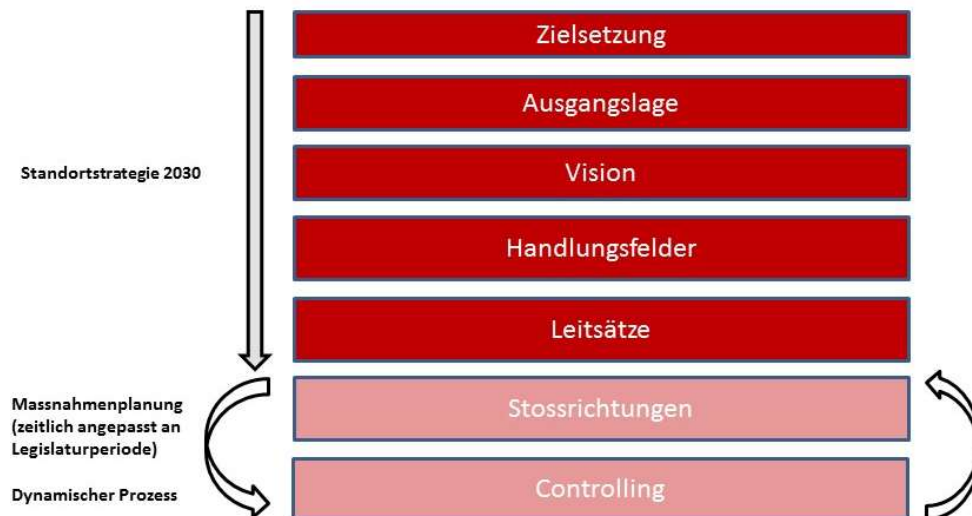 Zielsetzung
Ausgangslage
Standortstrategie 2030
Vision
Handlungsfelder
Leitsätze
Massnahmenplanung
(zeitlich angepasst an
Legislaturperiode)
Stossrichtungen
Dynamischer Prozess
Controlling